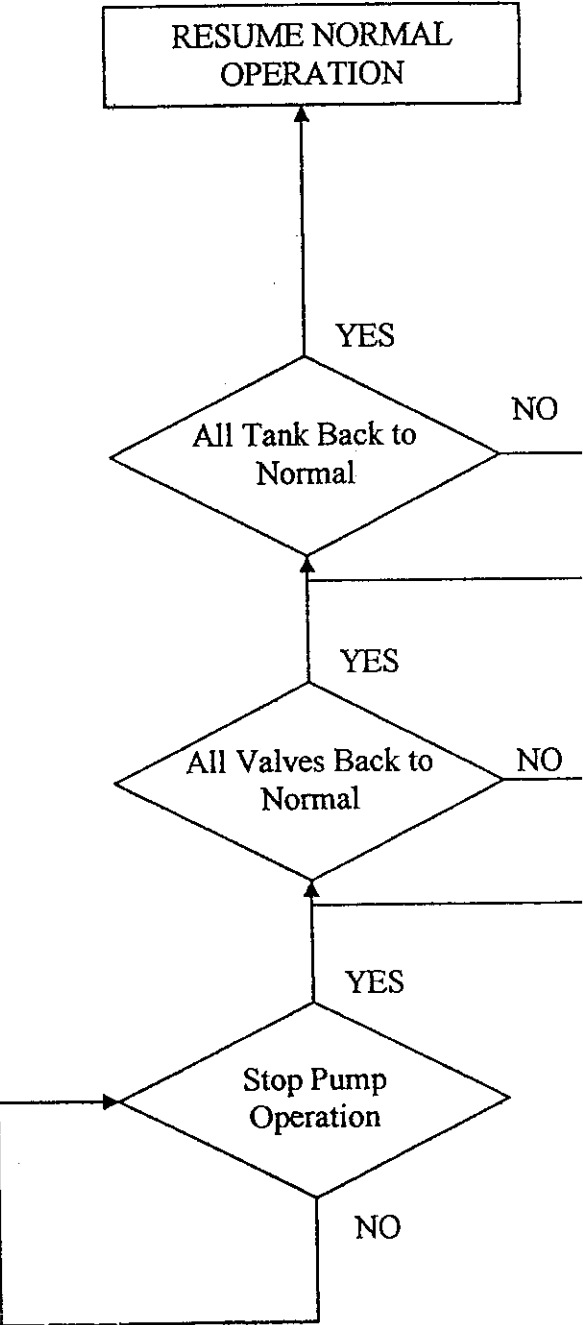 RESUME NORMAL
OPERATION
YES
NO
All Tank Back to
Normal
YES
All Valves Back to
Normal
NO
YES
Stop Pump
Operation
NO